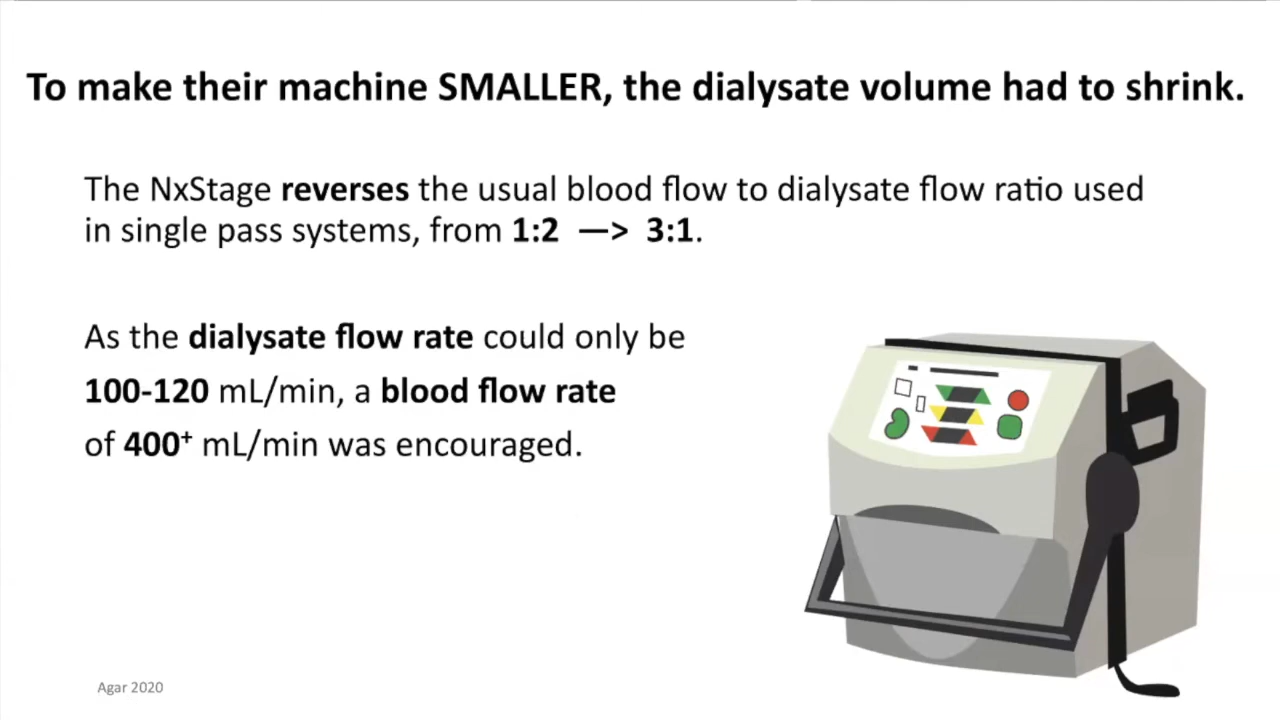 To make their machine SMALLER, the dialysate volume had to shrink.
The NxStage reverses the usual blood flow to dialysate flow ratio used
in single pass systems, from 1:2 —> 3:1.
As the dialysate flow rate could only be
100-120 mL/min, a blood flow rate
of 400⁺ mL/min was encouraged.
Agar 2020